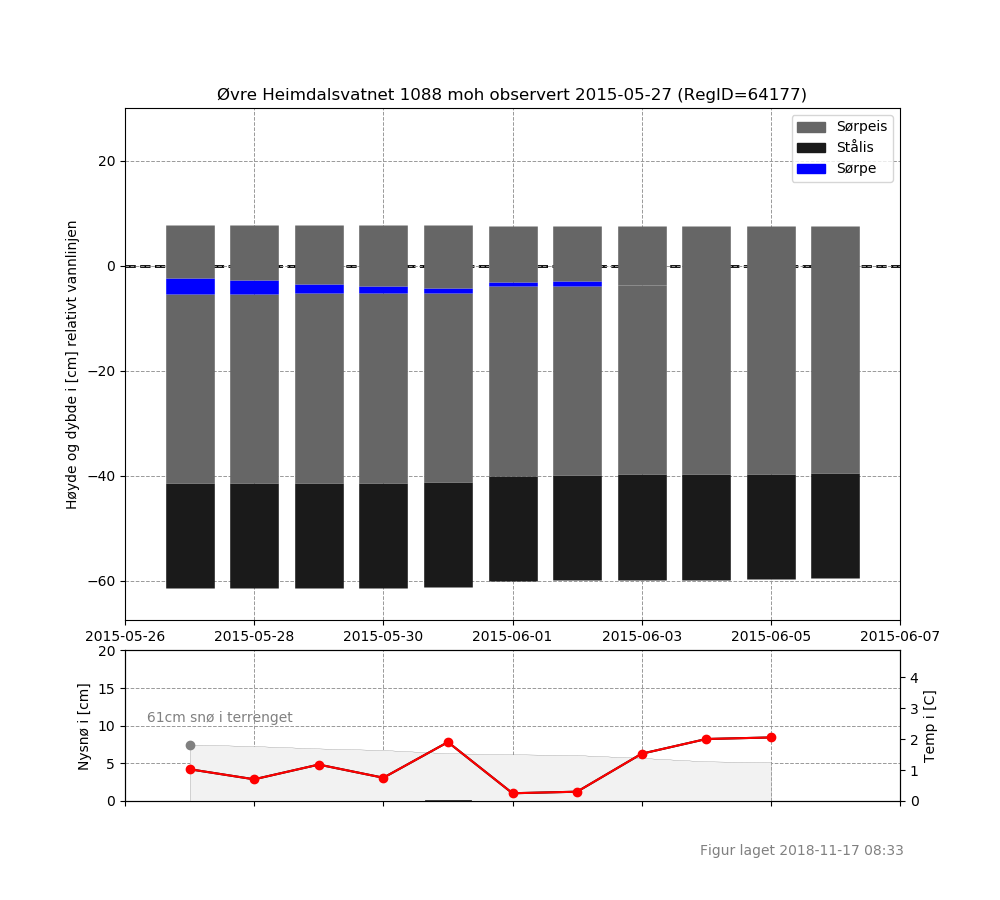 Øvre Heimdalsvatnet 1088 moh observert 2015-05-27 (RegID=64177)
Sørpeis
Stålis
Sørpe
Høyde og dybde i [cm] relativt vannlinjen
20
0
−20
−40
−60
2015-05-26 2015-05-28 2015-05-30 2015-06-01 2015-06-03 2015-06-05 2015-06-07
Nysnø i [cm]
20
15
10
5
0
61cm snø i terrenget
4
3
2
1
0
Temp i [C]
Figur laget 2018-11-17 08:33